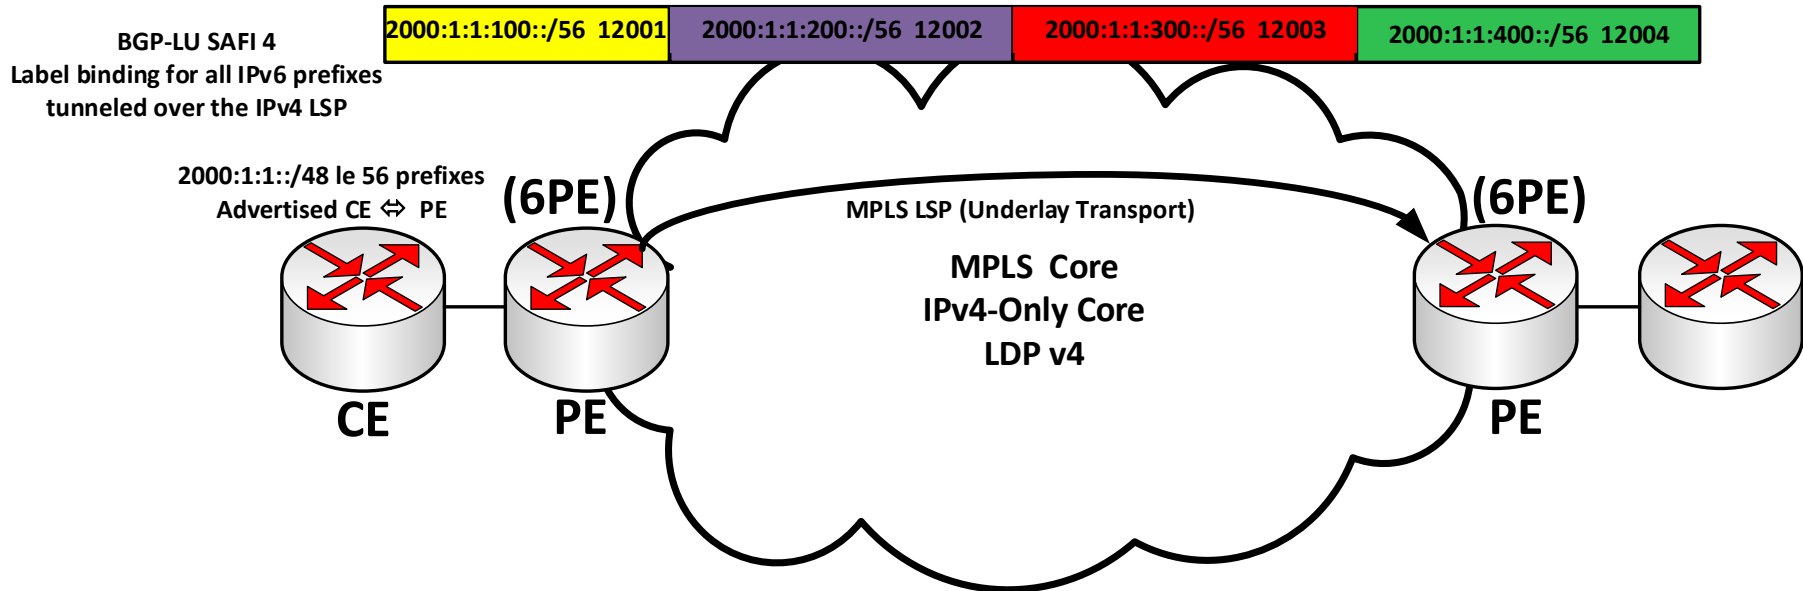 2000:1:1:100::/56 12001 2000:1:1:200::/56 12002 2000:1:1:300::/56 12003 2000:1:1:400::/56 12004
BGP-LU SAFI 4
Label binding for all IPv6 prefixes
tunneled over the IPv4 LSP
2000:1:1::/48 le 56 prefixes
Advertised CE ⇔ PE
(6PE)
(6PE)
MPLS LSP (Underlay Transport)
MPLS Core
IPv4-Only Core
LDP v4
CE
PE
PE